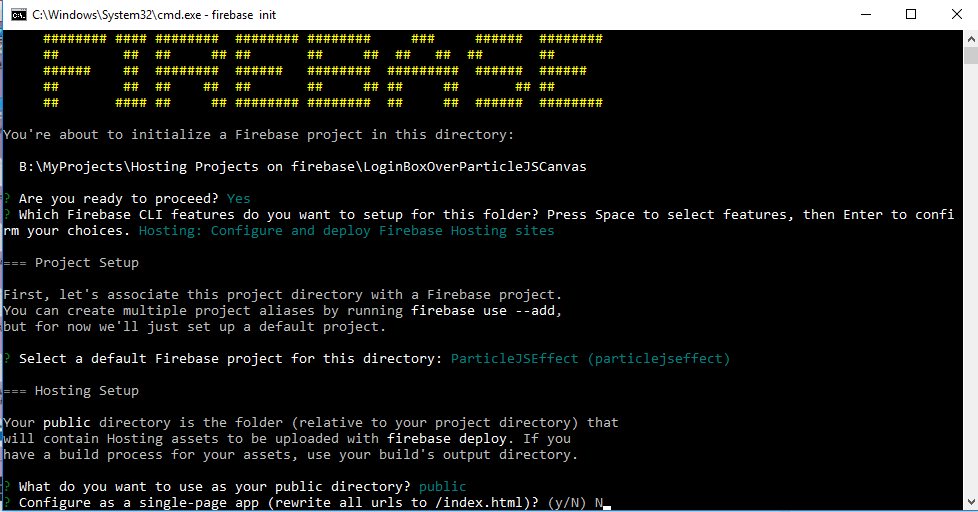 C:\Windows\System32\cmd.exe - firebase  init
FIREBASE
You're about to initialize a Firebase project in this directory:
B:\MyProjects\Hosting Projects on firebase\LoginBoxOverParticleJSCanvas
? Are you ready to proceed? Yes
? Which Firebase CLI features do you want to setup for this folder? Press Space to select features, then Enter to confi
rm your choices. Hosting: Configure and deploy Firebase Hosting sites
=== Project Setup
First, let's associate this project directory with a Firebase project.
You can create multiple project aliases by running firebase use --add,
but for now we'll just set up a default project.
? Select a default Firebase project for this directory: ParticleJSEffect (particlejseffect)
=== Hosting Setup
Your public directory is the folder (relative to your project directory) that
will contain Hosting assets to be uploaded with firebase deploy. If you
have a build process for your assets, use your build's output directory.
? What do you want to use as your public directory? public
? Configure as a single-page app (rewrite all urls to /index.html)? (y/N) N